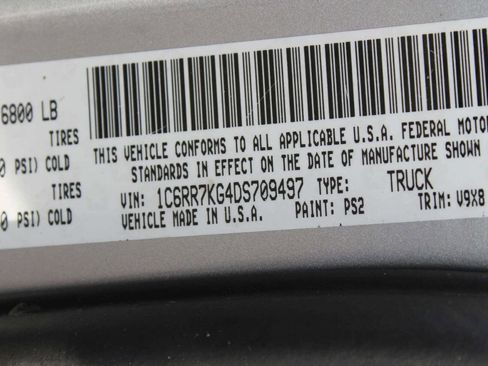 6800 LB
TIRES
0 PSI) COLD
TIRES
0 PSI) COLD
THIS VEHICLE CONFORMS TO ALL APPLICABLE U.S.A. FEDERAL MOTOR
STANDARDS IN EFFECT ON THE DATE OF MANUFACTURE SHOWN
VIN: 1C6RR7KG4DS709497 TYPE: TRUCK
VEHICLE MADE IN U.S.A. PAINT: PS2 TRIM: V9X8